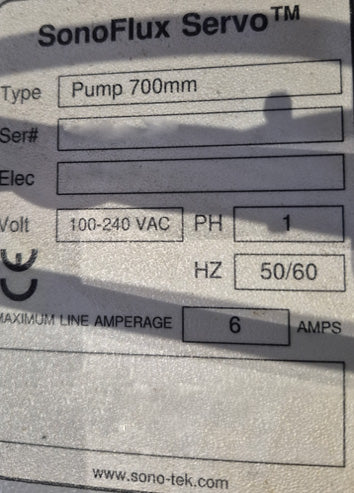 SonoFlux Servo™
Type Pump 700mm
Ser#
Elec
Volt 100-240 VAC PH 1
HZ 50/60
CE
MAXIMUM LINE AMPERAGE 6 AMPS
www.sono-tek.com